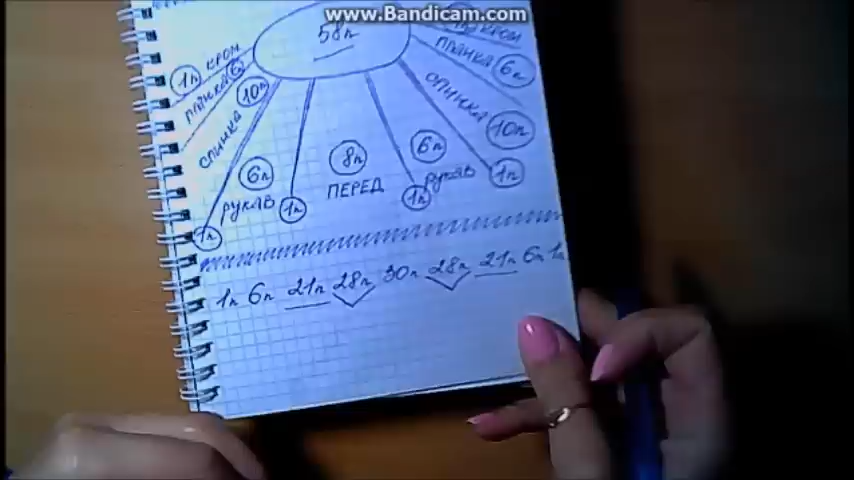 www.Bandicam.com
58п
1п кром
планка 6п
спинка 10п
6п
рукав
1п
1п
8п
ПЕРЕД
6п
рукав
1п
1п
кром
планка 6п
спинка
10п
1п 6п 21п 28п 30п 28п 21п 6п 1п